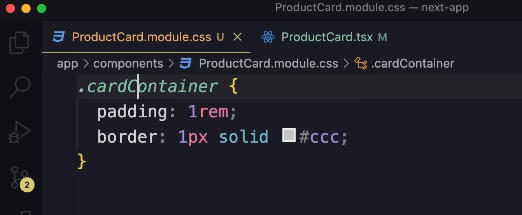 ProductCard.module.css — next-app
ProductCard.module.css U × ProductCard.tsx M
app > components > ProductCard.module.css > .cardContainer
.cardContainer {
padding: 1rem;
border: 1px solid #ccc;
}
2